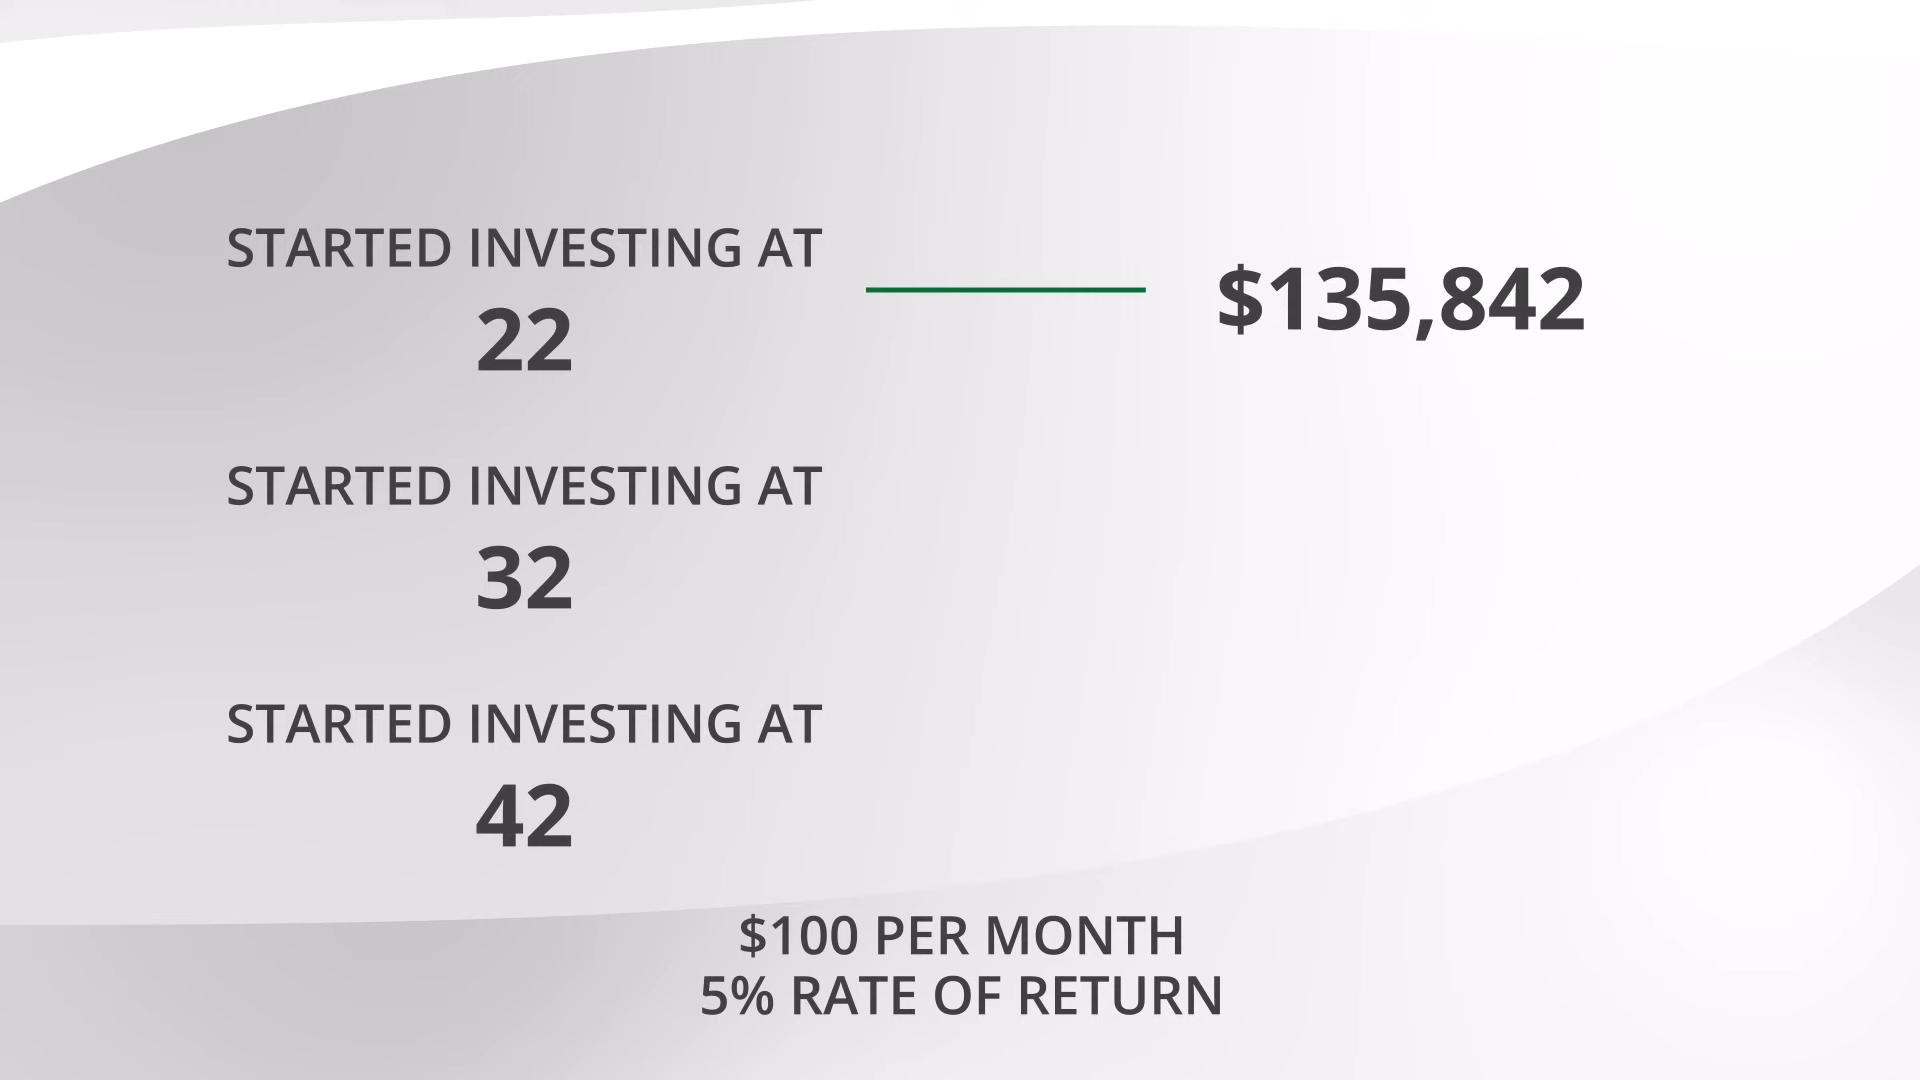 STARTED INVESTING AT
22
$135,842
STARTED INVESTING AT
32
STARTED INVESTING AT
42
$100 PER MONTH
5% RATE OF RETURN